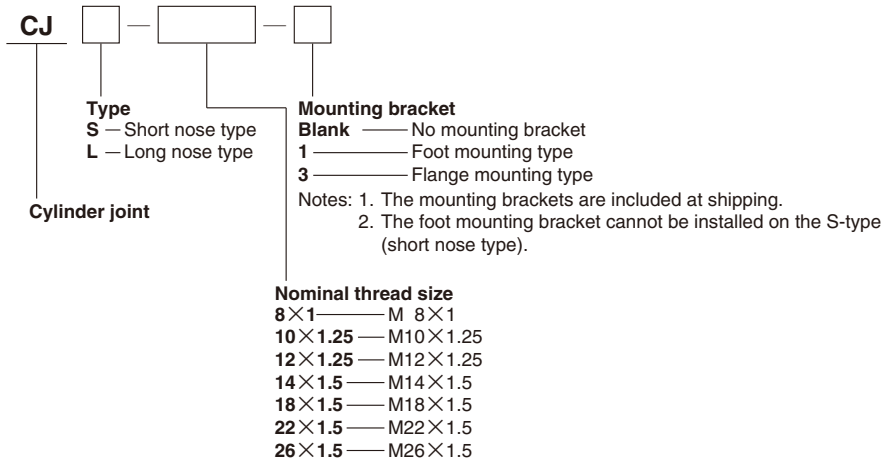 CJ — —
Type
S — Short nose type
L — Long nose type
Cylinder joint
Mounting bracket
Blank — No mounting bracket
1 — Foot mounting type
3 — Flange mounting type
Notes: 1. The mounting brackets are included at shipping.
2. The foot mounting bracket cannot be installed on the S-type
(short nose type).
Nominal thread size
8×1 — M 8×1
10×1.25 — M10×1.25
12×1.25 — M12×1.25
14×1.5 — M14×1.5
18×1.5 — M18×1.5
22×1.5 — M22×1.5
26×1.5 — M26×1.5